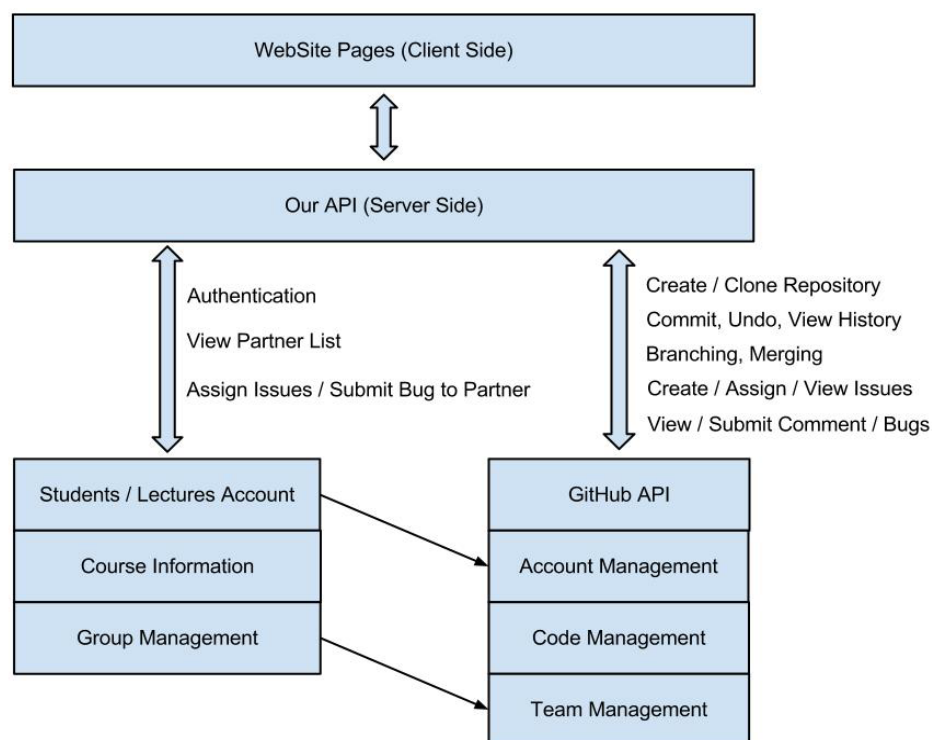 WebSite Pages (Client Side)
Our API (Server Side)
Authentication
View Partner List
Assign Issues / Submit Bug to Partner
Create / Clone Repository
Commit, Undo, View History
Branching, Merging
Create / Assign / View Issues
View / Submit Comment / Bugs
Students / Lectures Account
Course Information
Group Management
GitHub API
Account Management
Code Management
Team Management